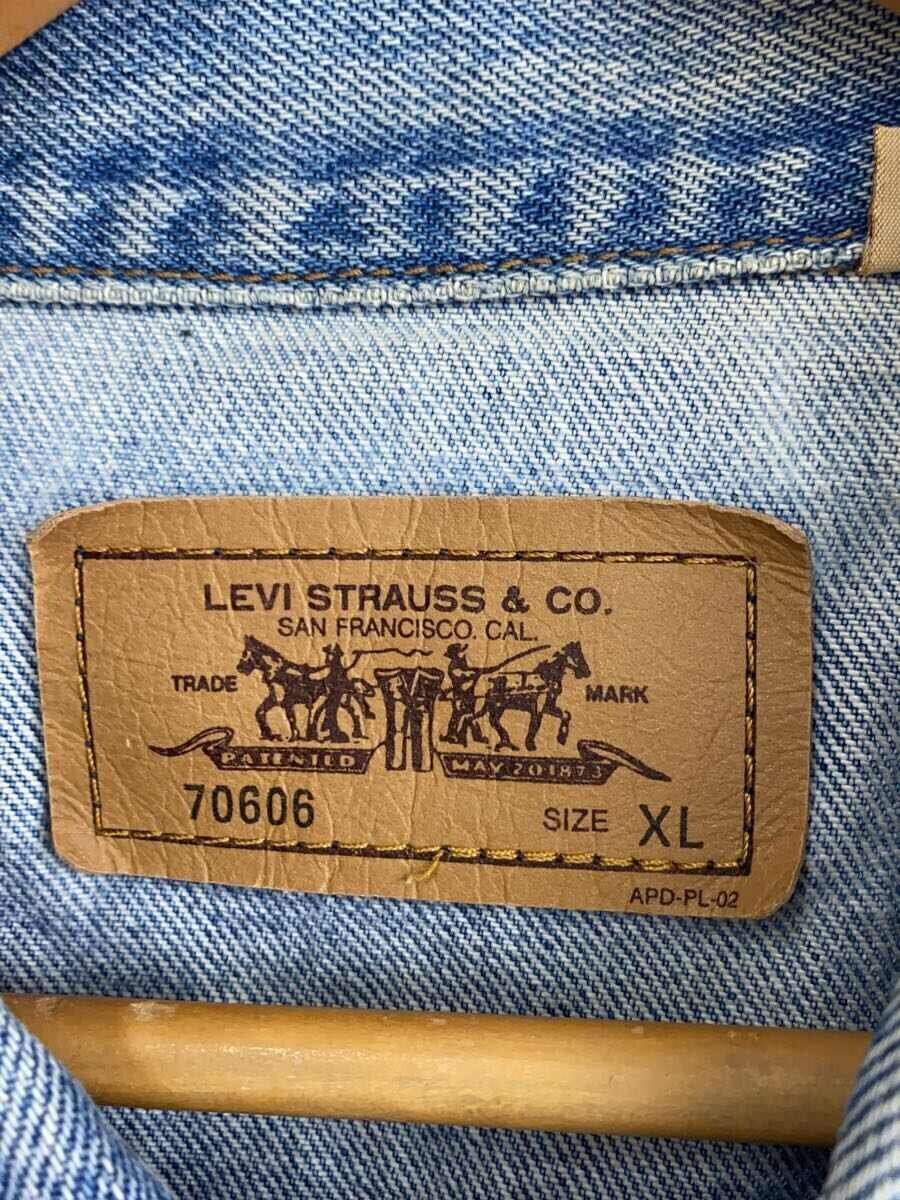 LEVI STRAUSS & CO.
SAN FRANCISCO. CAL.
TRADE MARK
PATENTED MAY 20 1873
70606 SIZE XL
APD-PL-02